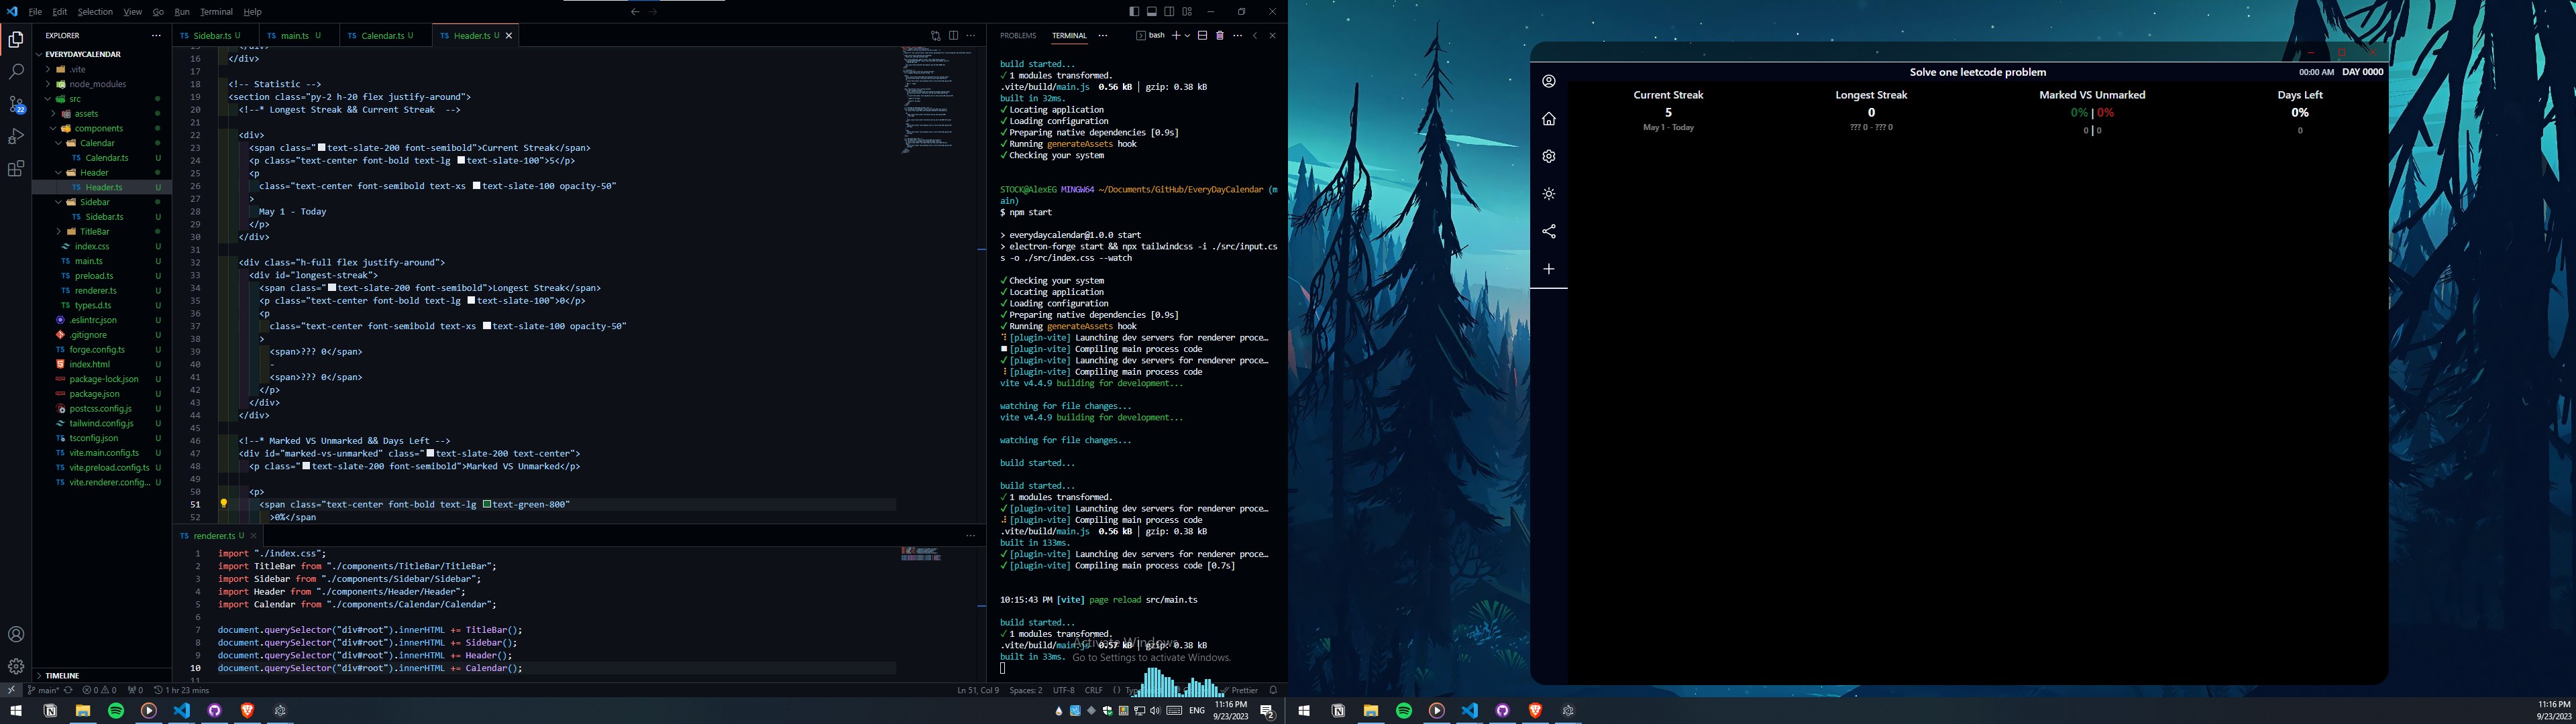 File Edit Selection View Go Run Terminal Help
EXPLORER
EVERYDAYCALENDAR
.vite
node_modules
src
assets
components
Calendar
Calendar.ts U
Header
Header.ts U
Sidebar
Sidebar.ts U
TitleBar
index.css U
main.ts U
preload.ts U
renderer.ts U
types.d.ts U
.eslintrc.json U
.gitignore U
forge.config.ts U
index.html U
package-lock.json U
package.json U
postcss.config.js U
tailwind.config.js U
tsconfig.json U
vite.main.config.ts U
vite.preload.config.ts U
vite.renderer.config... U
TIMELINE
22
Sidebar.ts U main.ts U Calendar.ts U Header.ts U
16 </div>
17
18 <!-- Statistic -->
19 <section class="py-2 h-20 flex justify-around">
20 <!--* Longest Streak && Current Streak -->
21
22 <div>
23 <span class="text-slate-200 font-semibold">Current Streak</span>
24 <p class="text-center font-bold text-lg text-slate-100">5</p>
25 <p
26 class="text-center font-semibold text-xs text-slate-100 opacity-50"
27 >
28 May 1 - Today
29 </p>
30 </div>
31
32 <div class="h-full flex justify-around">
33 <div id="longest-streak">
34 <span class="text-slate-200 font-semibold">Longest Streak</span>
35 <p class="text-center font-bold text-lg text-slate-100">0</p>
36 <p
37 class="text-center font-semibold text-xs text-slate-100 opacity-50"
38 >
39 <span>??? 0</span>
40 -
41 <span>??? 0</span>
42 </p>
43 </div>
44 </div>
45
46 <!--* Marked VS Unmarked && Days Left -->
47 <div id="marked-vs-unmarked" class="text-slate-200 text-center">
48 <p class="text-slate-200 font-semibold">Marked VS Unmarked</p>
49
50 <p>
51 <span class="text-center font-bold text-lg text-green-800"
52 >0%</span
TS renderer.ts U
1 import "./index.css";
2 import TitleBar from "./components/TitleBar/TitleBar";
3 import Sidebar from "./components/Sidebar/Sidebar";
4 import Header from "./components/Header/Header";
5 import Calendar from "./components/Calendar/Calendar";
6
7 document.querySelector("div#root").innerHTML += TitleBar();
8 document.querySelector("div#root").innerHTML += Sidebar();
9 document.querySelector("div#root").innerHTML += Header();
10 document.querySelector("div#root").innerHTML += Calendar();
11
PROBLEMS TERMINAL ... bash
build started...
✓ 1 modules transformed.
.vite/build/main.js 0.56 kB │ gzip: 0.38 kB
built in 32ms.
✓ Locating application
✓ Loading configuration
✓ Preparing native dependencies [0.9s]
✓ Running generateAssets hook
✓ Checking your system
STOCK@AlexEG MINGW64 ~/Documents/GitHub/EveryDayCalendar (m
ain)
$ npm start
> everydaycalendar@1.0.0 start
> electron-forge start && npx tailwindcss -i ./src/input.cs
s -o ./src/index.css --watch
✓ Checking your system
✓ Locating application
✓ Loading configuration
✓ Preparing native dependencies [0.9s]
✓ Running generateAssets hook
[plugin-vite] Launching dev servers for renderer proce…
[plugin-vite] Compiling main process code
✓ [plugin-vite] Launching dev servers for renderer proce…
[plugin-vite] Compiling main process code
vite v4.4.9 building for development...
watching for file changes...
vite v4.4.9 building for development...
watching for file changes...
build started...
build started...
✓ 1 modules transformed.
✓ [plugin-vite] Launching dev servers for renderer proce…
[plugin-vite] Compiling main process code
.vite/build/main.js 0.56 kB │ gzip: 0.38 kB
built in 133ms.
✓ [plugin-vite] Launching dev servers for renderer proce…
✓ [plugin-vite] Compiling main process code [0.7s]
10:15:43 PM [vite] page reload src/main.ts
build started...
✓ 1 modules transformed.
.vite/build/main.js 0.57 kB │ gzip: 0.38 kB
built in 33ms.
Activate Windows
Go to Settings to activate Windows.
main* 0 0 0 1 hr 23 mins
Ln 51, Col 9 Spaces: 2 UTF-8 CRLF {} Prettier
ENG 11:16 PM
9/23/2023
2
Solve one leetcode problem
00:00 AM DAY 0000
Current Streak
5
May 1 - Today
Longest Streak
0
??? 0 - ??? 0
Marked VS Unmarked
0% | 0%
0 | 0
Days Left
0%
0
11:16 PM
9/23/2023